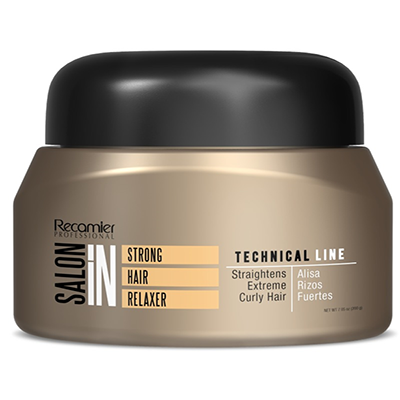 Recamier
PROFESSIONAL
SALON
iN
STRONG
HAIR
RELAXER
TECHNICAL LINE
Straightens
Extreme
Curly Hair
Alisa
Rizos
Fuertes